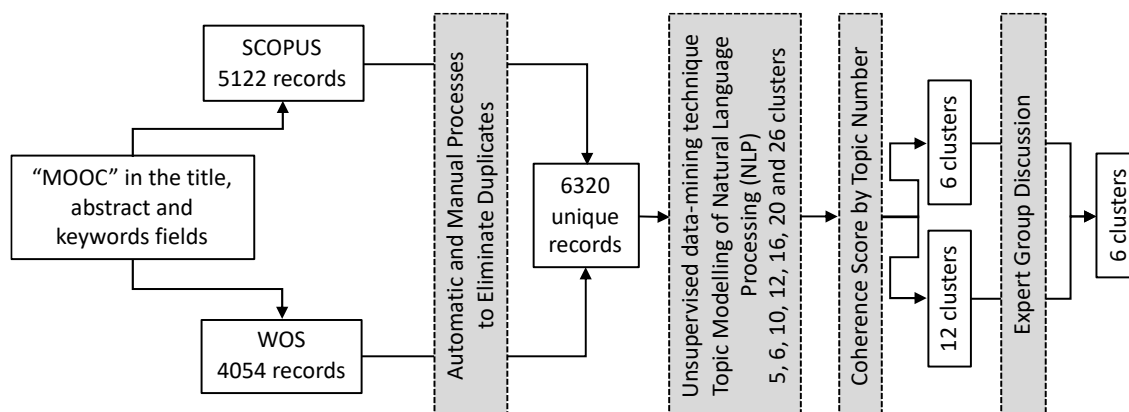 SCOPUS
5122 records
“MOOC” in the title,
abstract and
keywords fields
WOS
4054 records
Automatic and Manual Processes
to Eliminate Duplicates
6320
unique
records
Unsupervised data-mining technique
Topic Modelling of Natural Language
Processing (NLP)
5, 6, 10, 12, 16, 20 and 26 clusters
Coherence Score by Topic Number
6 clusters
12 clusters
Expert Group Discussion
6 clusters